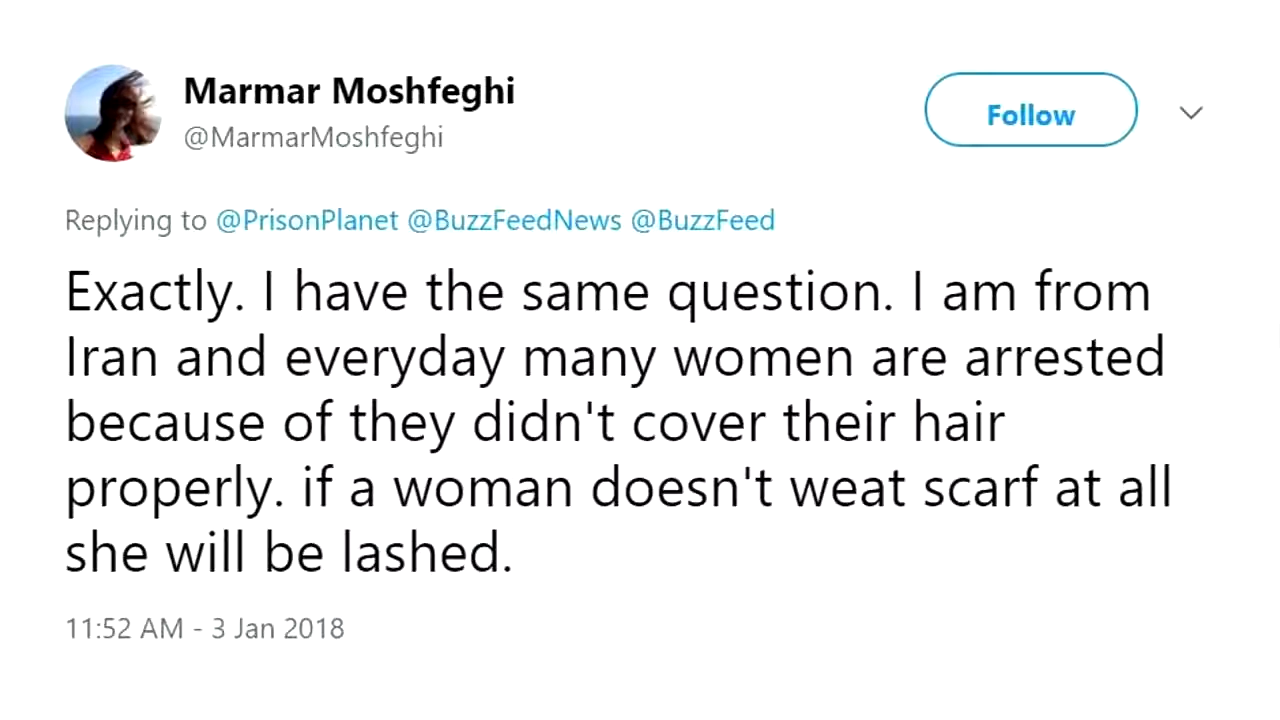 Marmar Moshfeghi
@MarmarMoshfeghi
Follow
Replying to @PrisonPlanet @BuzzFeedNews @BuzzFeed
Exactly. I have the same question. I am from
Iran and everyday many women are arrested
because of they didn't cover their hair
properly. if a woman doesn't weat scarf at all
she will be lashed.
11:52 AM - 3 Jan 2018